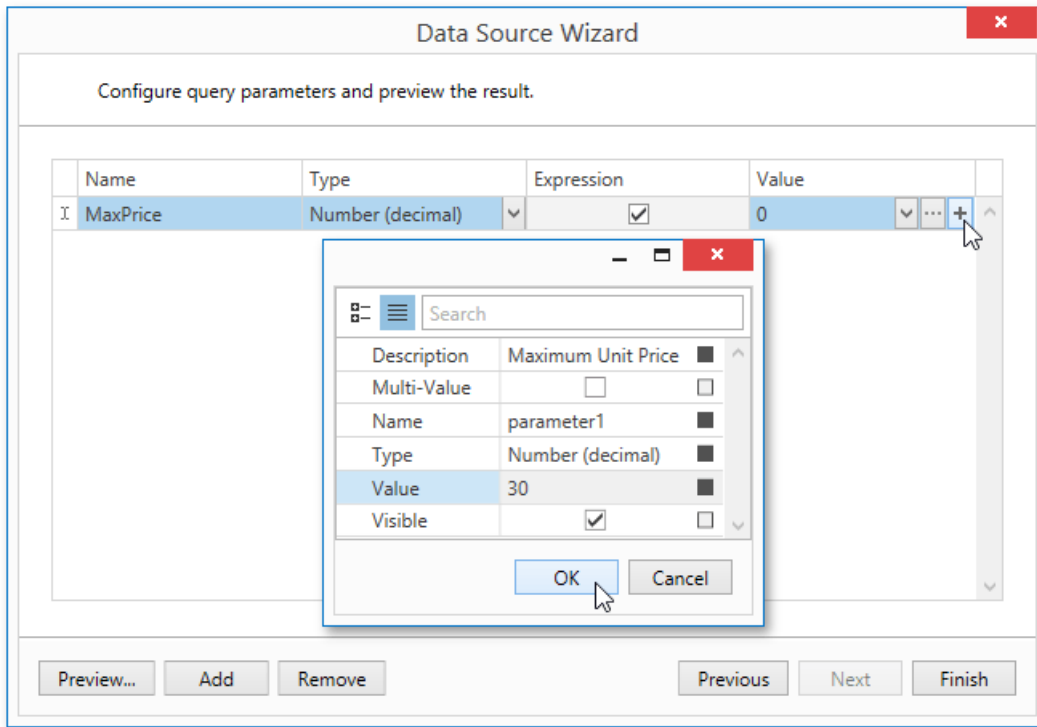 Data Source Wizard
Configure query parameters and preview the result.
Name Type Expression Value
MaxPrice Number (decimal) 0
Search
Description Maximum Unit Price
Multi-Value
Name parameter1
Type Number (decimal)
Value 30
Visible
OK Cancel
Preview... Add Remove Previous Next Finish